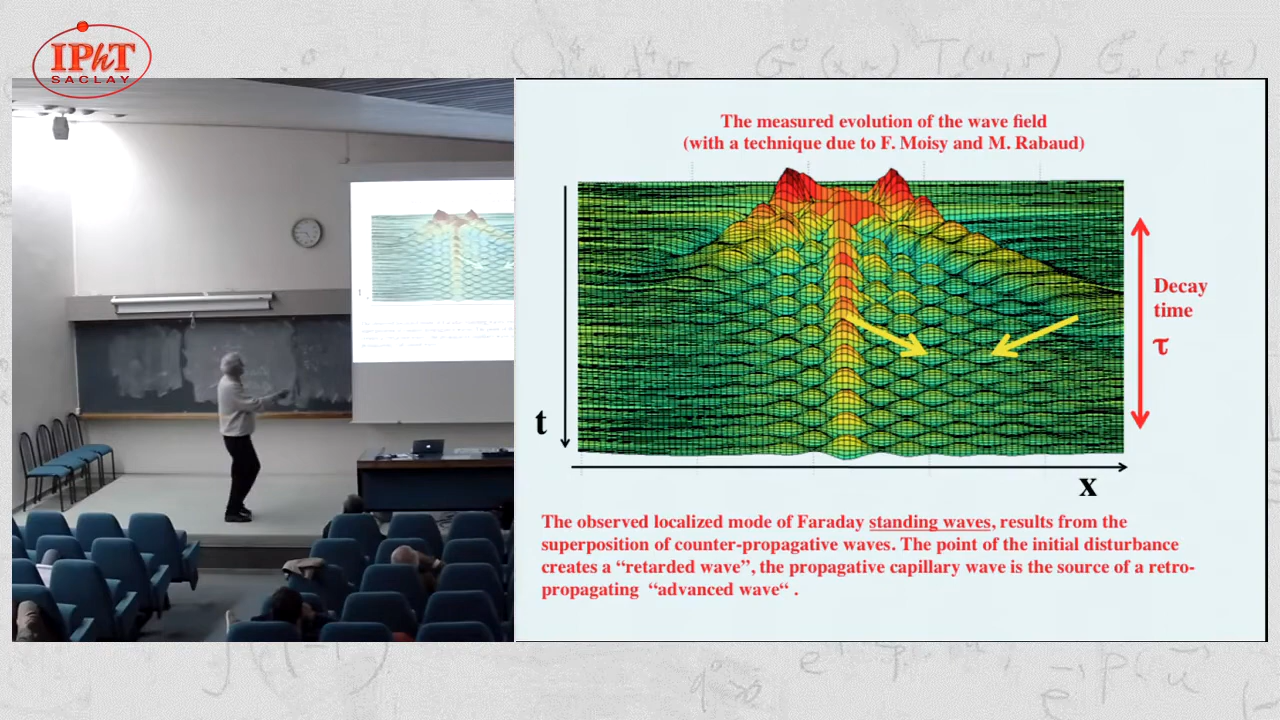 IPhT
SACLAY
The measured evolution of the wave field
(with a technique due to F. Moisy and M. Rabaud)
Decay
time
τ
t
x
The observed localized mode of Faraday standing waves, results from the
superposition of counter-propagative waves. The point of the initial disturbance
creates a “retarded wave”, the propagative capillary wave is the source of a retro-
propagating “advanced wave“ .